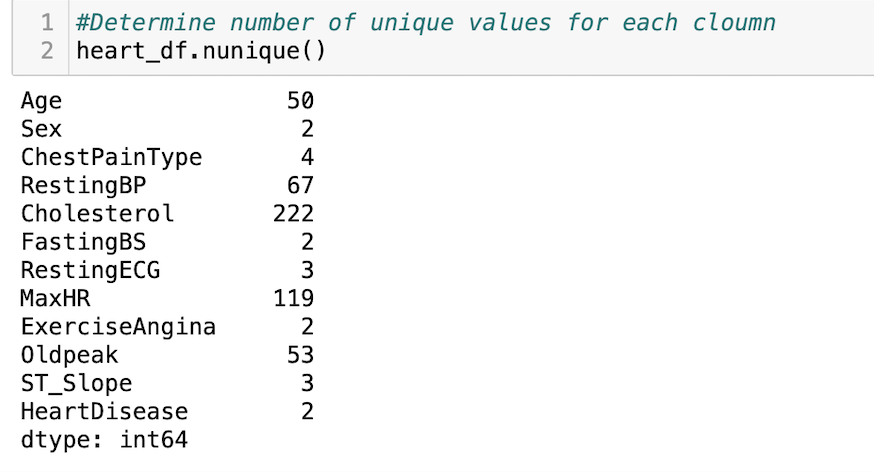 1 #Determine number of unique values for each cloumn
2 heart_df.nunique()
Age 50
Sex 2
ChestPainType 4
RestingBP 67
Cholesterol 222
FastingBS 2
RestingECG 3
MaxHR 119
ExerciseAngina 2
Oldpeak 53
ST_Slope 3
HeartDisease 2
dtype: int64